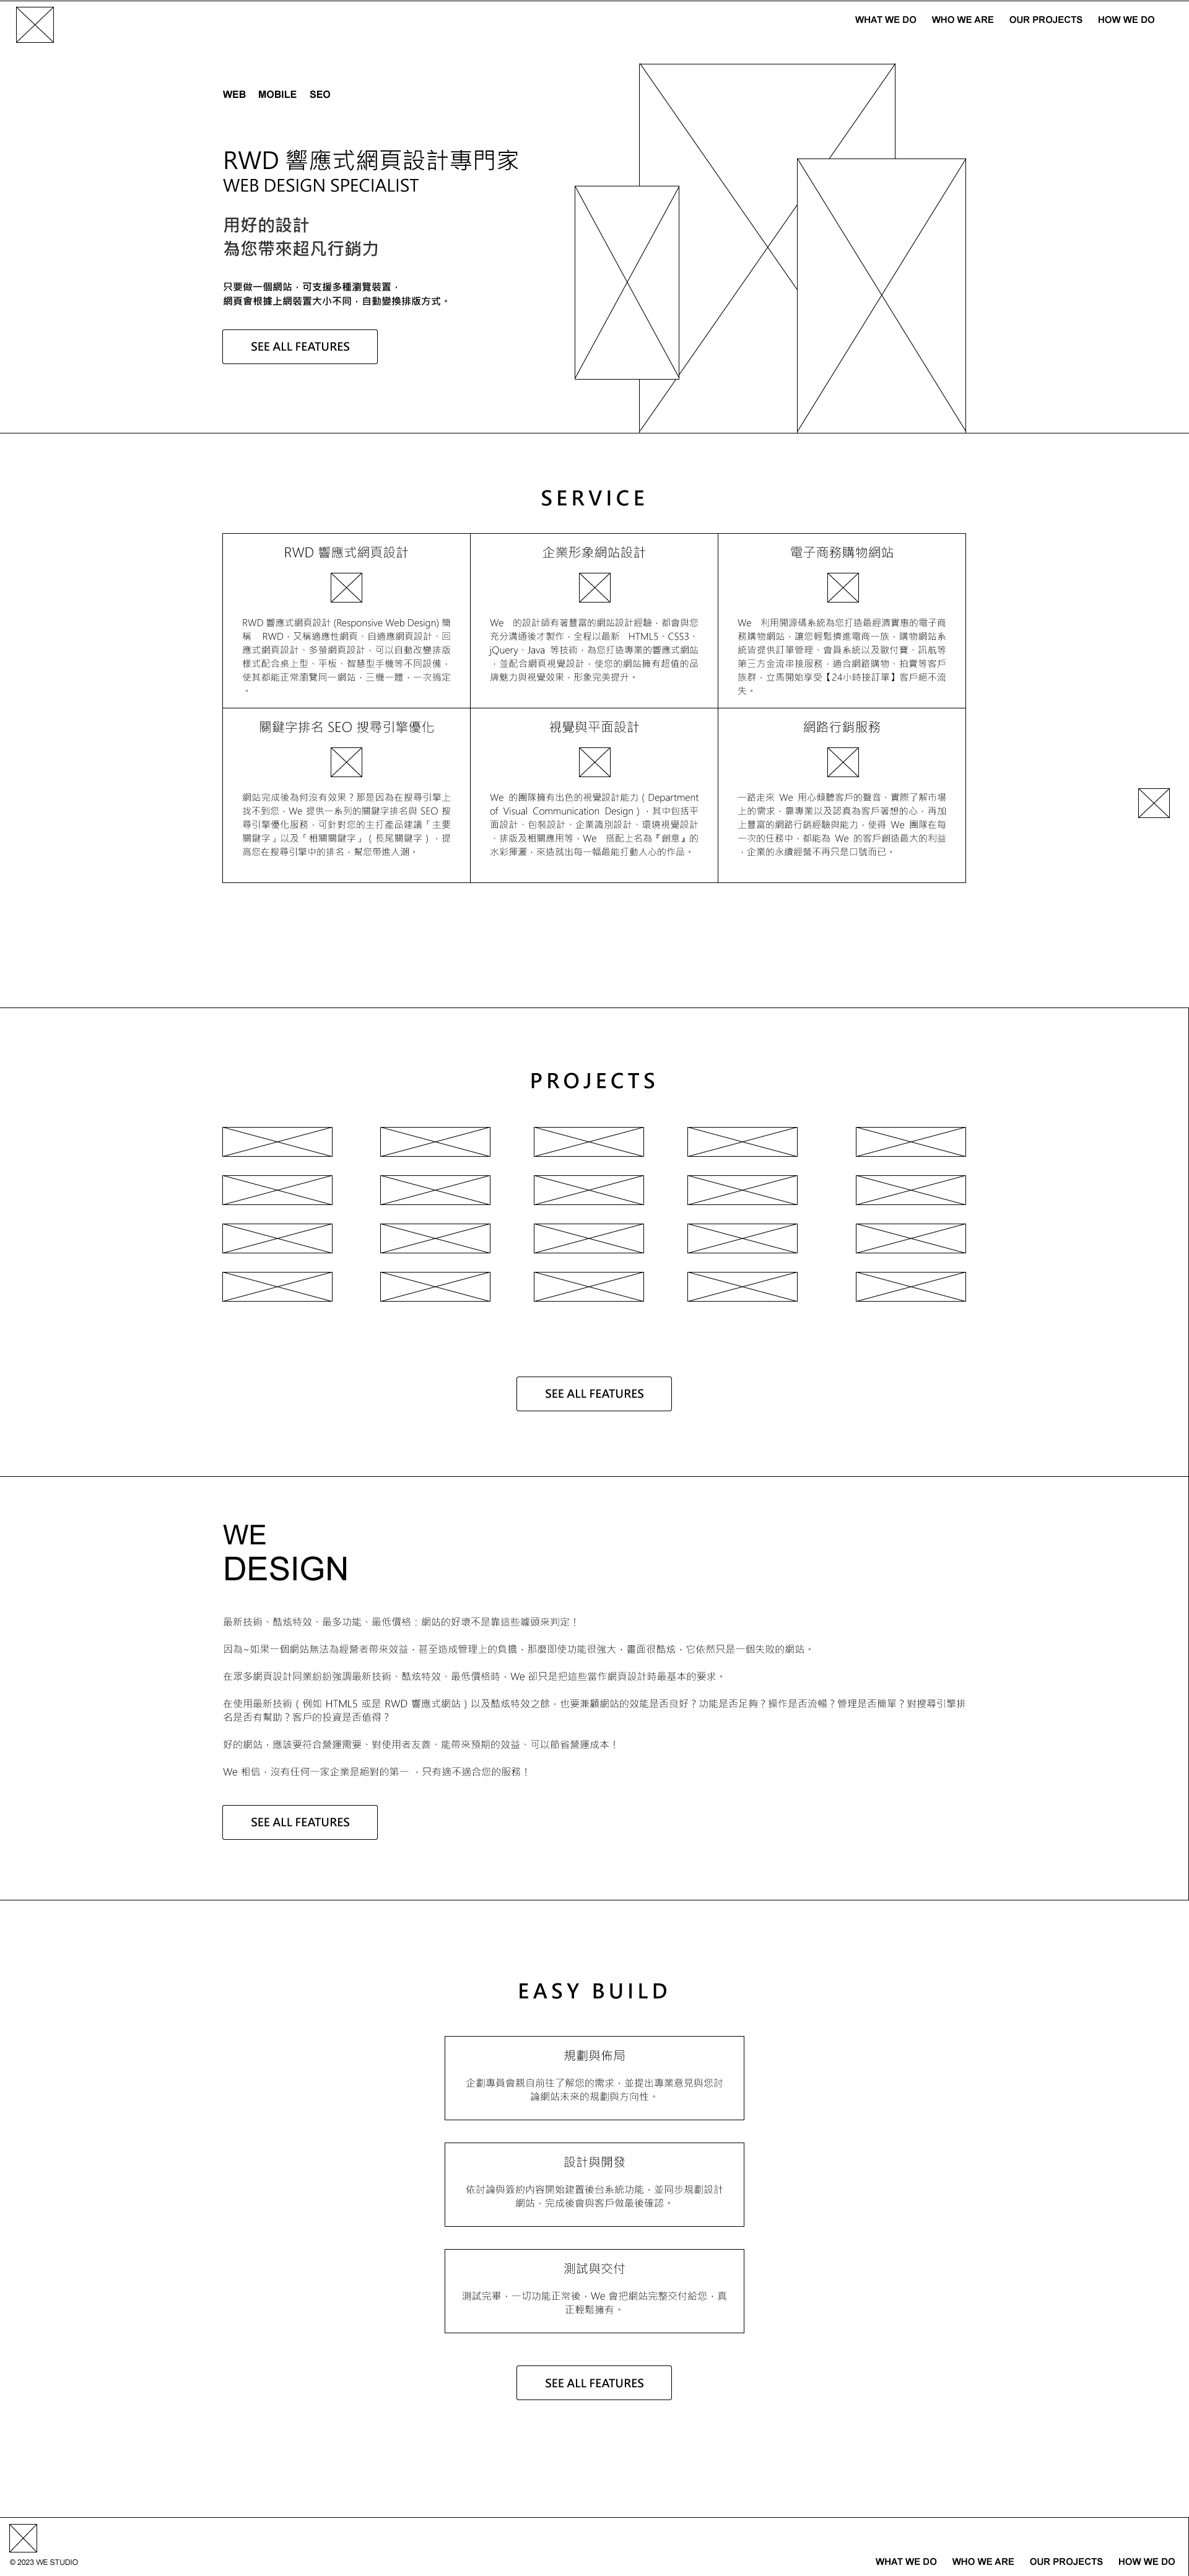 WHAT WE DO WHO WE ARE OUR PROJECTS HOW WE DO
WEB MOBILE SEO
RWD 響應式網頁設計專門家
WEB DESIGN SPECIALIST
用好的設計
為您帶來超凡行銷力
只要做一個網站，可支援多種瀏覽裝置，
網頁會根據上網裝置大小不同，自動變換排版方式。
SEE ALL FEATURES
SERVICE
RWD 響應式網頁設計
RWD 響應式網頁設計 (Responsive Web Design) 簡
稱 RWD，又稱適應性網頁、自適應網頁設計、回
應式網頁設計、多螢網頁設計，可以自動改變排版
樣式配合桌上型、平板、智慧型手機等不同設備，
使其都能正常瀏覽同一網站，三機一體，一次搞定
。
企業形象網站設計
We 的設計師有著豐富的網站設計經驗，都會與您
充分溝通後才製作，全程以最新 HTML5、CSS3、
jQuery、Java 等技術，為您打造專業的響應式網站
，並配合網頁視覺設計，使您的網站擁有超值的品
牌魅力與視覺效果，形象完美提升。
電子商務購物網站
We 利用開源碼系統為您打造最經濟實惠的電子商
務購物網站，讓您輕鬆擠進電商一族，購物網站系
統皆提供訂單管理、會員系統以及歐付寶、訊航等
第三方金流串接服務，適合網路購物、拍賣等客戶
族群，立馬開始享受【24小時接訂單】客戶絕不流
失。
關鍵字排名 SEO 搜尋引擎優化
網站完成後為何沒有效果？那是因為在搜尋引擎上
找不到您，We 提供一系列的關鍵字排名與 SEO 搜
尋引擎優化服務，可針對您的主打產品建議「主要
關鍵字」以及「相關關鍵字」（長尾關鍵字），提
高您在搜尋引擎中的排名，幫您帶進人潮。
視覺與平面設計
We 的團隊擁有出色的視覺設計能力 ( Department
of Visual Communication Design )，其中包括平
面設計、包裝設計、企業識別設計、環境視覺設計
、排版及相關應用等，We 搭配上名為『創意』的
水彩揮灑，來造就出每一幅最能打動人心的作品。
網路行銷服務
一路走來 We 用心傾聽客戶的聲音、實際了解市場
上的需求，靠專業以及認真為客戶著想的心，再加
上豐富的網路行銷經驗與能力，使得 We 團隊在每
一次的任務中，都能為 We 的客戶創造最大的利益
，企業的永續經營不再只是口號而已。
PROJECTS
SEE ALL FEATURES
WE
DESIGN
最新技術、酷炫特效、最多功能、最低價格：網站的好壞不是靠這些噱頭來判定！
因為~如果一個網站無法為經營者帶來效益，甚至造成管理上的負擔，那麼即使功能很強大，畫面很酷炫，它依然只是一個失敗的網站。
在眾多網頁設計同業紛紛強調最新技術、酷炫特效、最低價格時，We 卻只是把這些當作網頁設計時最基本的要求。
在使用最新技術 ( 例如 HTML5 或是 RWD 響應式網站 ) 以及酷炫特效之餘，也要兼顧網站的效能是否良好？功能是否足夠？操作是否流暢？管理是否簡單？對搜尋引擎排
名是否有幫助？客戶的投資是否值得？
好的網站，應該要符合營運需要、對使用者友善、能帶來預期的效益、可以節省營運成本！
We 相信，沒有任何一家企業是絕對的第一 ，只有適不適合您的服務！
SEE ALL FEATURES
EASY BUILD
規劃與佈局
企劃專員會親自前往了解您的需求，並提出專業意見與您討
論網站未來的規劃與方向性。
設計與開發
依討論與簽約內容開始建置後台系統功能，並同步規劃設計
網站，完成後會與客戶做最後確認。
測試與交付
測試完畢，一切功能正常後，We 會把網站完整交付給您，真
正輕鬆擁有。
SEE ALL FEATURES
© 2023 WE STUDIO
WHAT WE DO WHO WE ARE OUR PROJECTS HOW WE DO